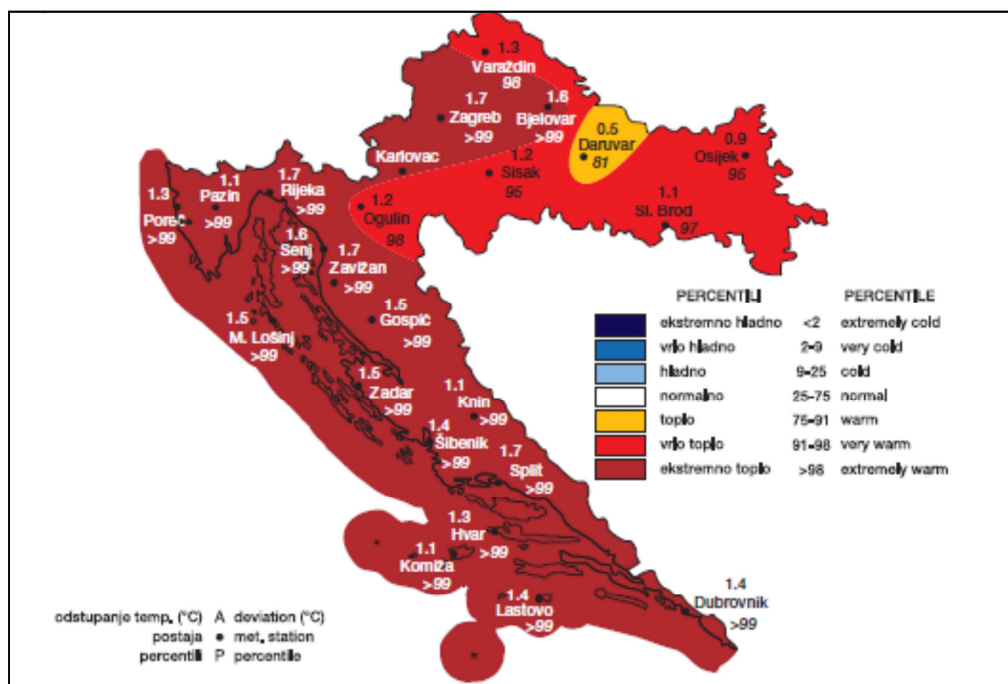 1.3
Varaždin
98
1.7
Zagreb
>99
1.6
Bjelovar
>99
0.5
Daruvar
81
0.9
Osijek
95
Karlovac
1.2
Sisak
95
1.1
Sl. Brod
97
1.2
Ogulin
98
1.3
Poreč
>99
1.1
Pazin
>99
1.7
Rijeka
>99
1.6
Senj
>99
1.7
Zavižan
>99
1.5
Gospič
>99
1.5
M. Lošinj
>99
1.5
Zadar
>99
1.1
Knin
>99
1.4
Šibenik
>99
1.7
Split
>99
1.3
Hvar
>99
1.1
Komiža
>99
1.4
Lastovo
>99
1.4
Dubrovnik
>99
PERCENTILI PERCENTILE
ekstremno hladno <2 extremely cold
vrlo hladno 2-9 very cold
hladno 9-25 cold
normalno 25-75 normal
toplo 75-91 warm
vrlo toplo 91-98 very warm
ekstremno toplo >98 extremely warm
odstupanje temp. (°C) A deviation (°C)
postaja ● met. station
percentili P percentile